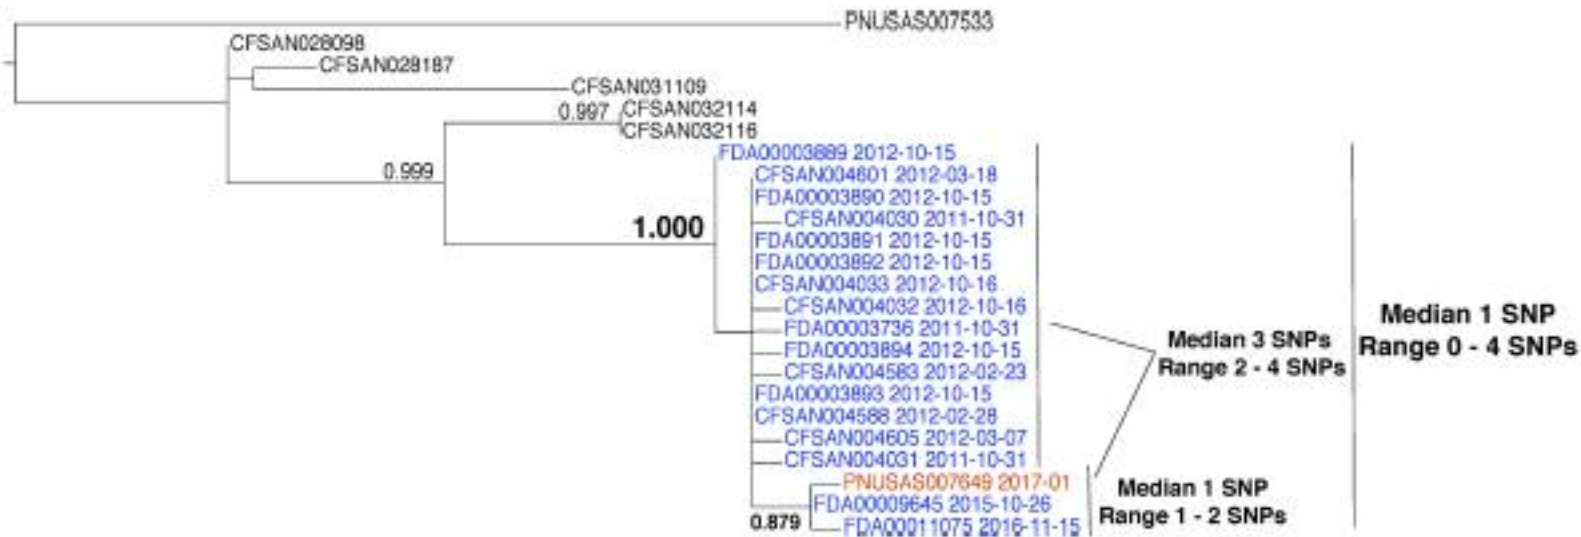 PNUSAS007533
CFSAN028098
CFSAN028187
CFSAN031109
0.997 CFSAN032114
CFSAN032116
FDA00003889 2012-10-15
0.999
CFSAN004601 2012-03-18
FDA00003890 2012-10-15
CFSAN004030 2011-10-31
1.000
FDA00003891 2012-10-15
FDA00003892 2012-10-15
CFSAN004033 2012-10-16
CFSAN004032 2012-10-16
FDA00003736 2011-10-31
FDA00003894 2012-10-15
CFSAN004583 2012-02-23
FDA00003893 2012-10-15
CFSAN004588 2012-02-28
CFSAN004605 2012-03-07
CFSAN004031 2011-10-31
PNUSAS007649 2017-01
FDA00009645 2015-10-26
0.879
FDA00011075 2016-11-15
Median 3 SNPs
Range 2 - 4 SNPs
Median 1 SNP
Range 1 - 2 SNPs
Median 1 SNP
Range 0 - 4 SNPs